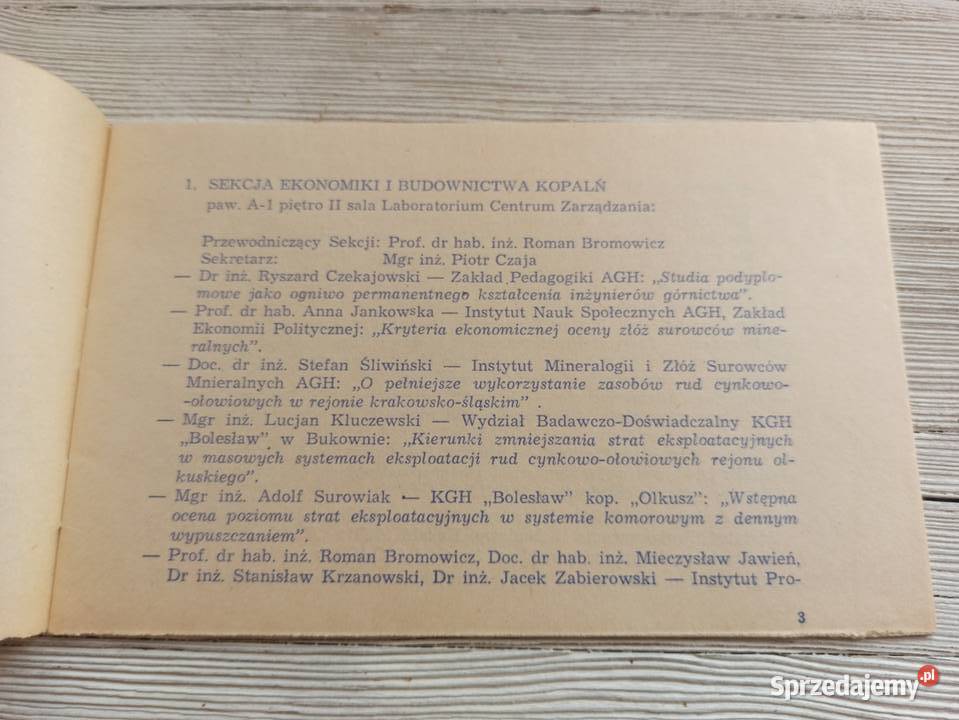 1. SEKCJA EKONOMIKI I BUDOWNICTWA KOPALŃ
paw. A-1 piętro II sala Laboratorium Centrum Zarządzania:
Przewodniczący Sekcji: Prof. dr hab. inż. Roman Bromowicz
Sekretarz: Mgr inż. Piotr Czaja
— Dr inż. Ryszard Czekajowski — Zakład Pedagogiki AGH: „Studia podyplo-
mowe jako ogniwo permanentnego kształcenia inżynierów górnictwa".
— Prof. dr hab. Anna Jankowska — Instytut Nauk Społecznych AGH, Zakład
Ekonomii Politycznej: „Kryteria ekonomicznej oceny złóż surowców mine-
ralnych".
— Doc. dr inż. Stefan Śliwiński — Instytut Mineralogii i Złóż Surowców
Mnieralnych AGH: „O pełniejsze wykorzystanie zasobów rud cynkowo-
-ołowiowych w rejonie krakowsko-śląskim" .
— Mgr inż. Lucjan Kluczewski — Wydział Badawczo-Doświadczalny KGH
„Bolesław" w Bukownie: „Kierunki zmniejszania strat eksploatacyjnych
w masowych systemach eksploatacji rud cynkowo-ołowiowych rejonu ol-
kuskiego".
— Mgr inż. Adolf Surowiak — KGH „Bolesław" kop. „Olkusz": „Wstępna
ocena poziomu strat eksploatacyjnych w systemie komorowym z dennym
wypuszczaniem".
— Prof. dr hab. inż. Roman Bromowicz, Doc. dr hab. inż. Mieczysław Jawień,
Dr inż. Stanisław Krzanowski, Dr inż. Jacek Zabierowski — Instytut Pro-
3
Sprzedajemy.pl